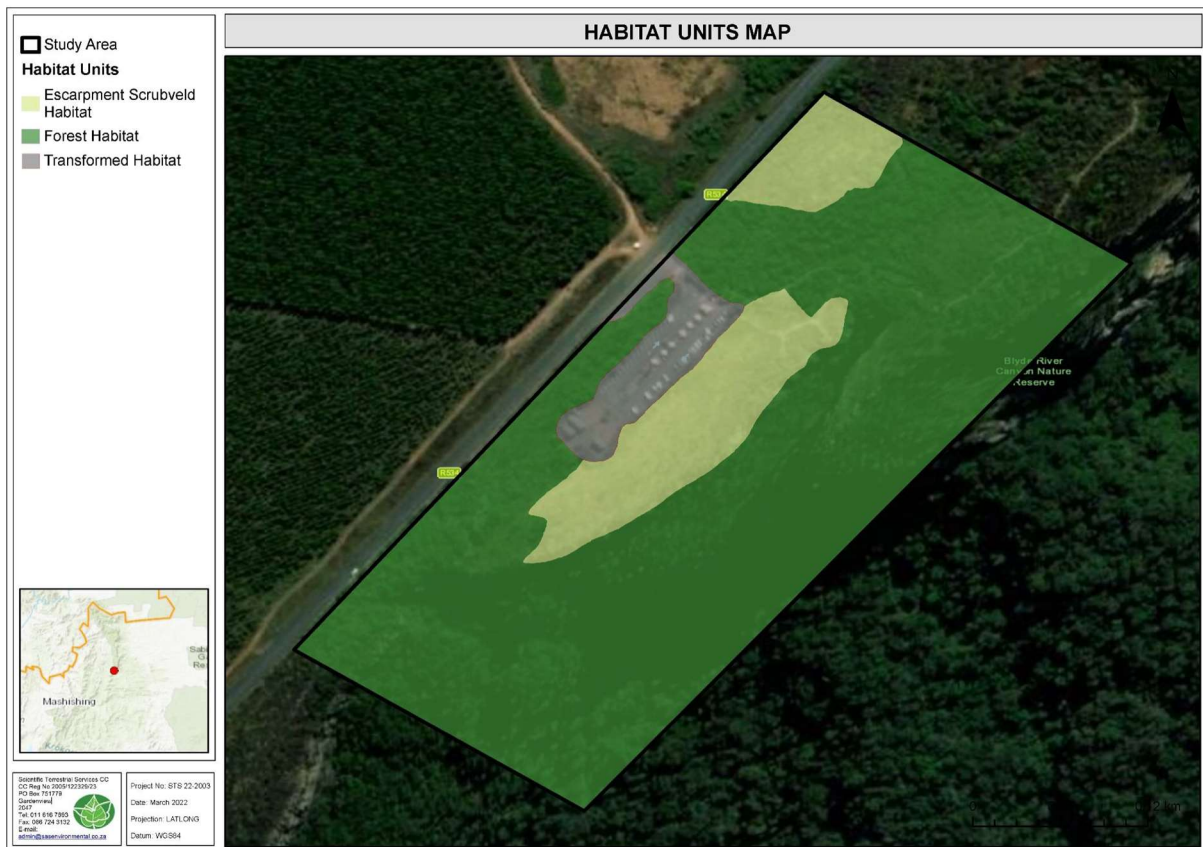 HABITAT UNITS MAP
Study Area
Habitat Units
Escarpment Scrubveld
Habitat
Forest Habitat
Transformed Habitat
N
R534
Blyde River
Canyon Nature
Reserve
R534
km
Mashishing
Scientific Terrestrial Services CC
CC Reg No 2005/122329/23
PO Box 751779
Gardenview
2047
Tel: 011 616 7893
Fax: 086 724 3132
E-mail:
admin@sasenvironmental.co.za
Project No: STS 22-2003
Date: March 2022
Projection: LATLONG
Datum: WGS84